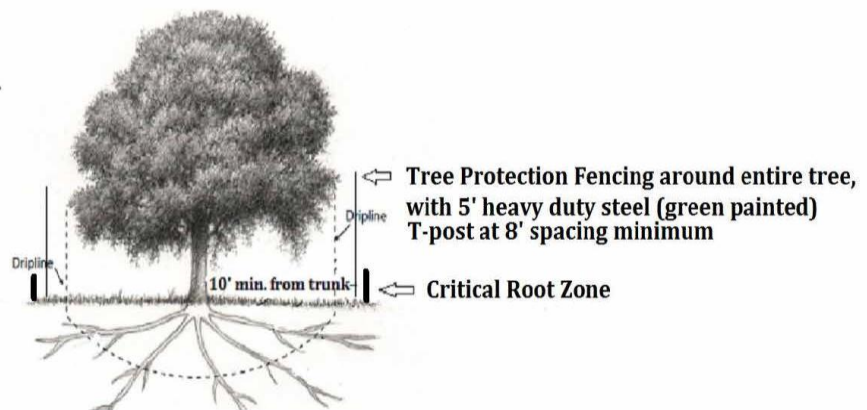 Tree Protection Fencing around entire tree,
with 5' heavy duty steel (green painted)
T-post at 8' spacing minimum
Dripline
Dripline
10' min. from trunk
Critical Root Zone